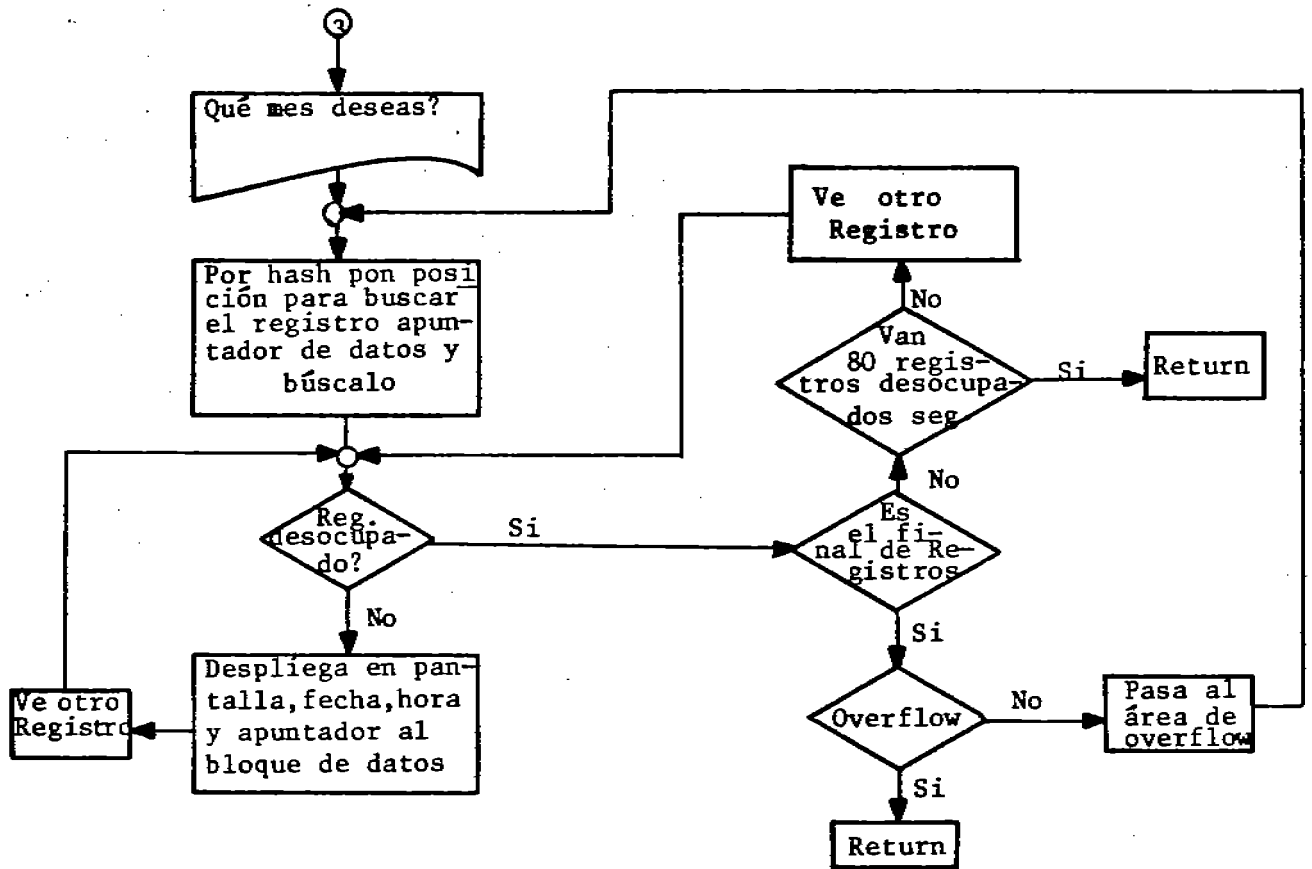 3
Qué mes deseas?
Por hash pon posi
ción para buscar
el registro apun-
tador de datos y
búscalo
Reg.
desocupa-
do?
Si
No
Despliega en pan-
talla,fecha,hora
y apuntador al
bloque de datos
Ve otro
Registro
Ve otro
Registro
No
Van
80 regis-
tros desocupa-
dos seg.
Si
Return
No
Es
el fi-
nal de Re-
gistros
Si
Overflow
No
Pasa al
área de
overflow
Si
Return